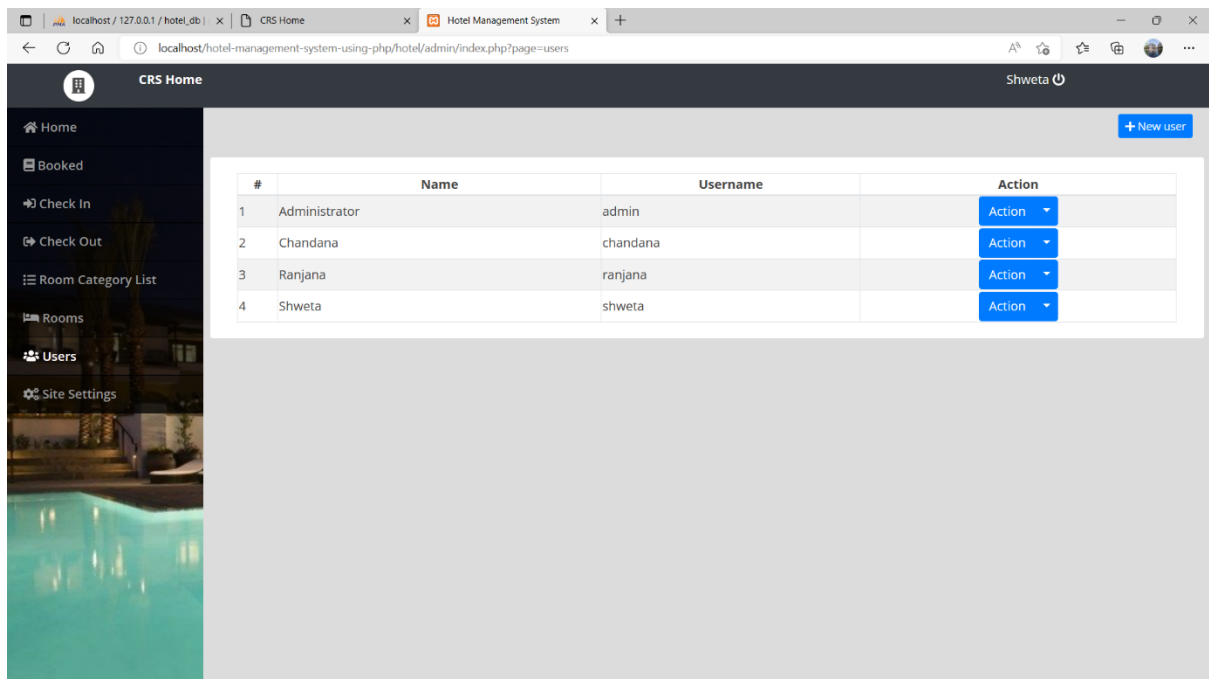 localhost / 127.0.0.1 / hotel_db |
CRS Home
Hotel Management System
localhost/hotel-management-system-using-php/hotel/admin/index.php?page=users
CRS Home
Shweta
Home
Booked
Check In
Check Out
Room Category List
Rooms
Users
Site Settings
+ New user
# Name Username Action
1 Administrator admin Action
2 Chandana chandana Action
3 Ranjana ranjana Action
4 Shweta shweta Action